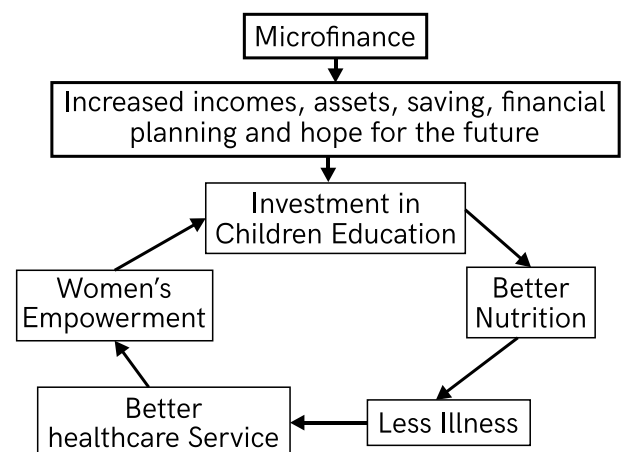 Microfinance
Increased incomes, assets, saving, financial
planning and hope for the future
Investment in
Children Education
Women's
Empowerment
Better
Nutrition
Better
healthcare Service
Less Illness